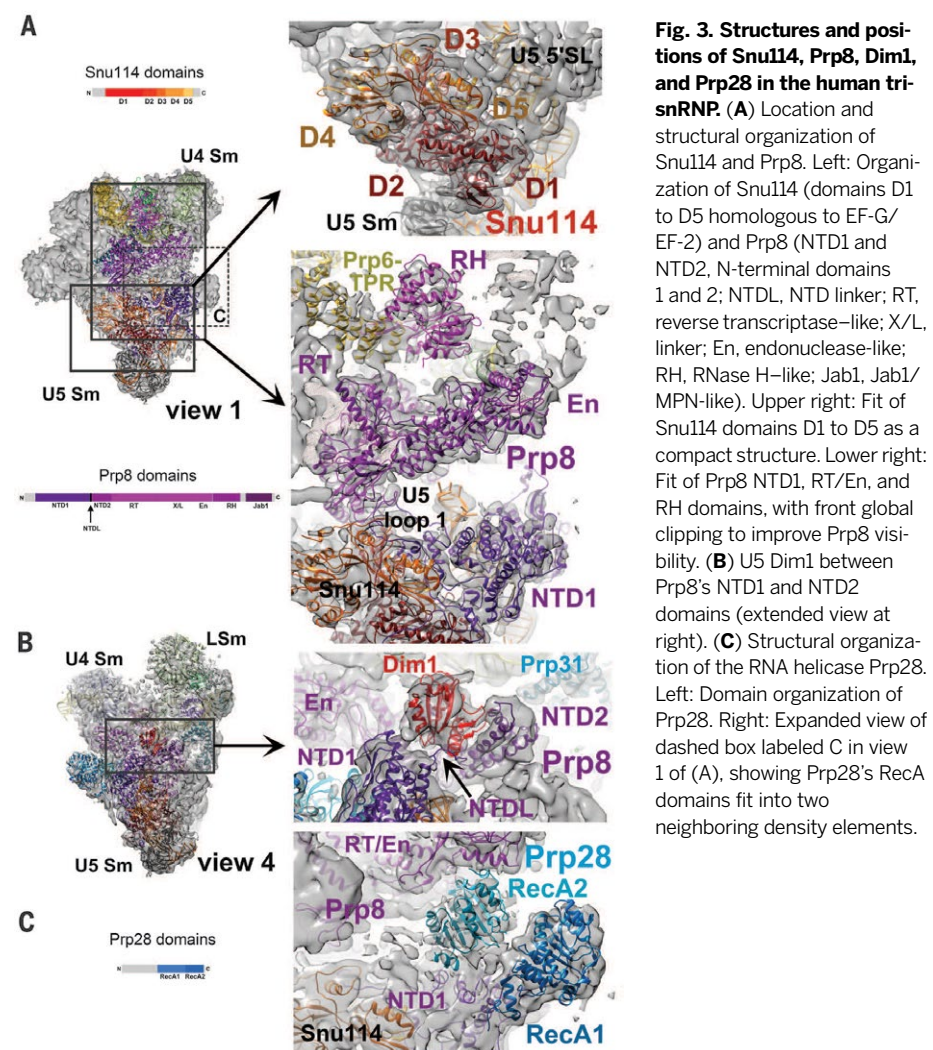 A
Snu114 domains
N C
D1 D2 D3 D4 D5
U4 Sm
C
U5 Sm
view 1
Prp8 domains
N C
NTD1 NTD2 RT X/L En RH Jab1
NTDL
D3
U5 5'SL
D5
D4
D2
D1
U5 Sm
Snu114
Prp6-
TPR
RH
RT
En
Prp8
U5
loop 1
Snu114
NTD1
B
LSm
U4 Sm
U5 Sm
view 4
Dim1
Prp31
En
NTD2
NTD1
Prp8
NTDL
C
Prp28 domains
N C
RecA1 RecA2
RT/En
Prp28
RecA2
Prp8
NTD1
Snu114
RecA1
Fig. 3. Structures and posi-
tions of Snu114, Prp8, Dim1,
and Prp28 in the human tri-
snRNP. (A) Location and
structural organization of
Snu114 and Prp8. Left: Organi-
zation of Snu114 (domains D1
to D5 homologous to EF-G/
EF-2) and Prp8 (NTD1 and
NTD2, N-terminal domains
1 and 2; NTDL, NTD linker; RT,
reverse transcriptase–like; X/L,
linker; En, endonuclease-like;
RH, RNase H–like; Jab1, Jab1/
MPN-like). Upper right: Fit of
Snu114 domains D1 to D5 as a
compact structure. Lower right:
Fit of Prp8 NTD1, RT/En, and
RH domains, with front global
clipping to improve Prp8 visi-
bility. (B) U5 Dim1 between
Prp8's NTD1 and NTD2
domains (extended view at
right). (C) Structural organiza-
tion of the RNA helicase Prp28.
Left: Domain organization of
Prp28. Right: Expanded view of
dashed box labeled C in view
1 of (A), showing Prp28's RecA
domains fit into two
neighboring density elements.